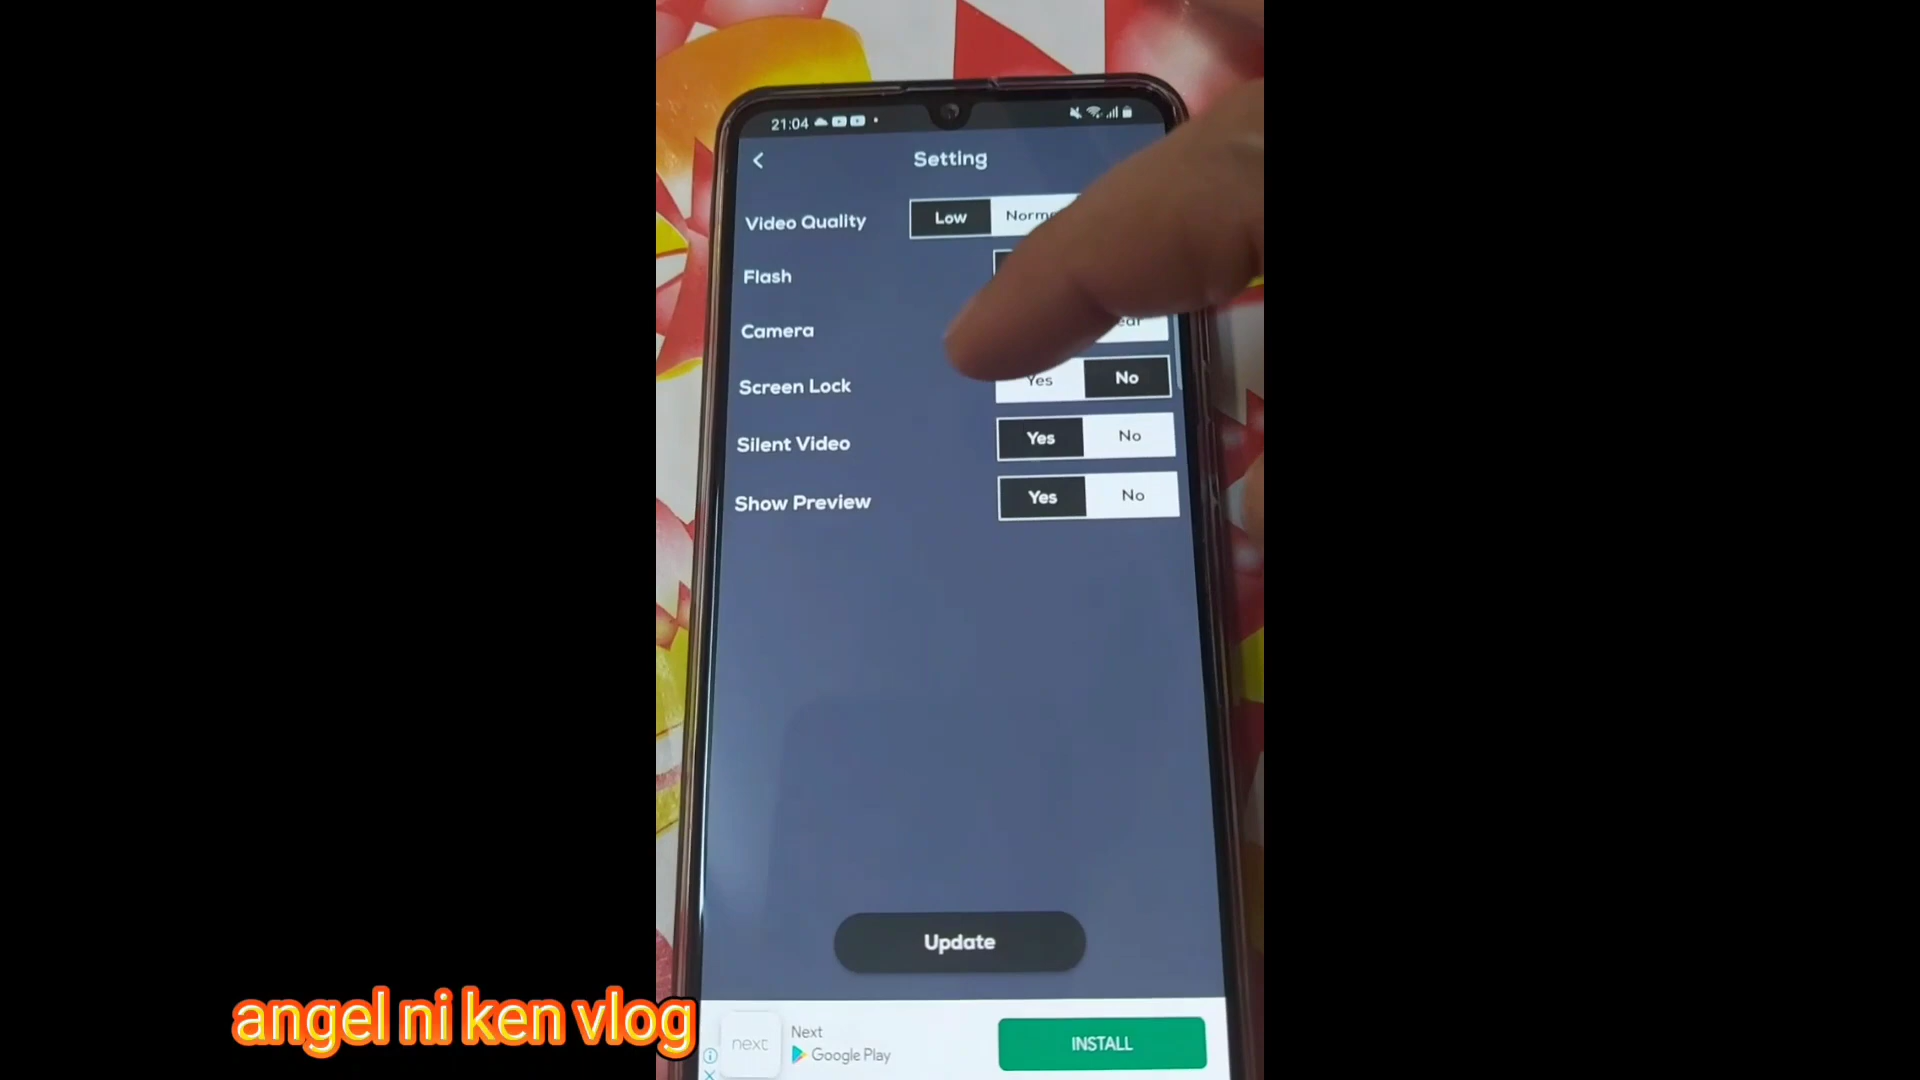 21:04
Setting
Video Quality Low
Flash
Camera
Screen Lock Yes No
Silent Video Yes No
Show Preview Yes No
Update
angel ni ken vlog
next
Next
Google Play
INSTALL